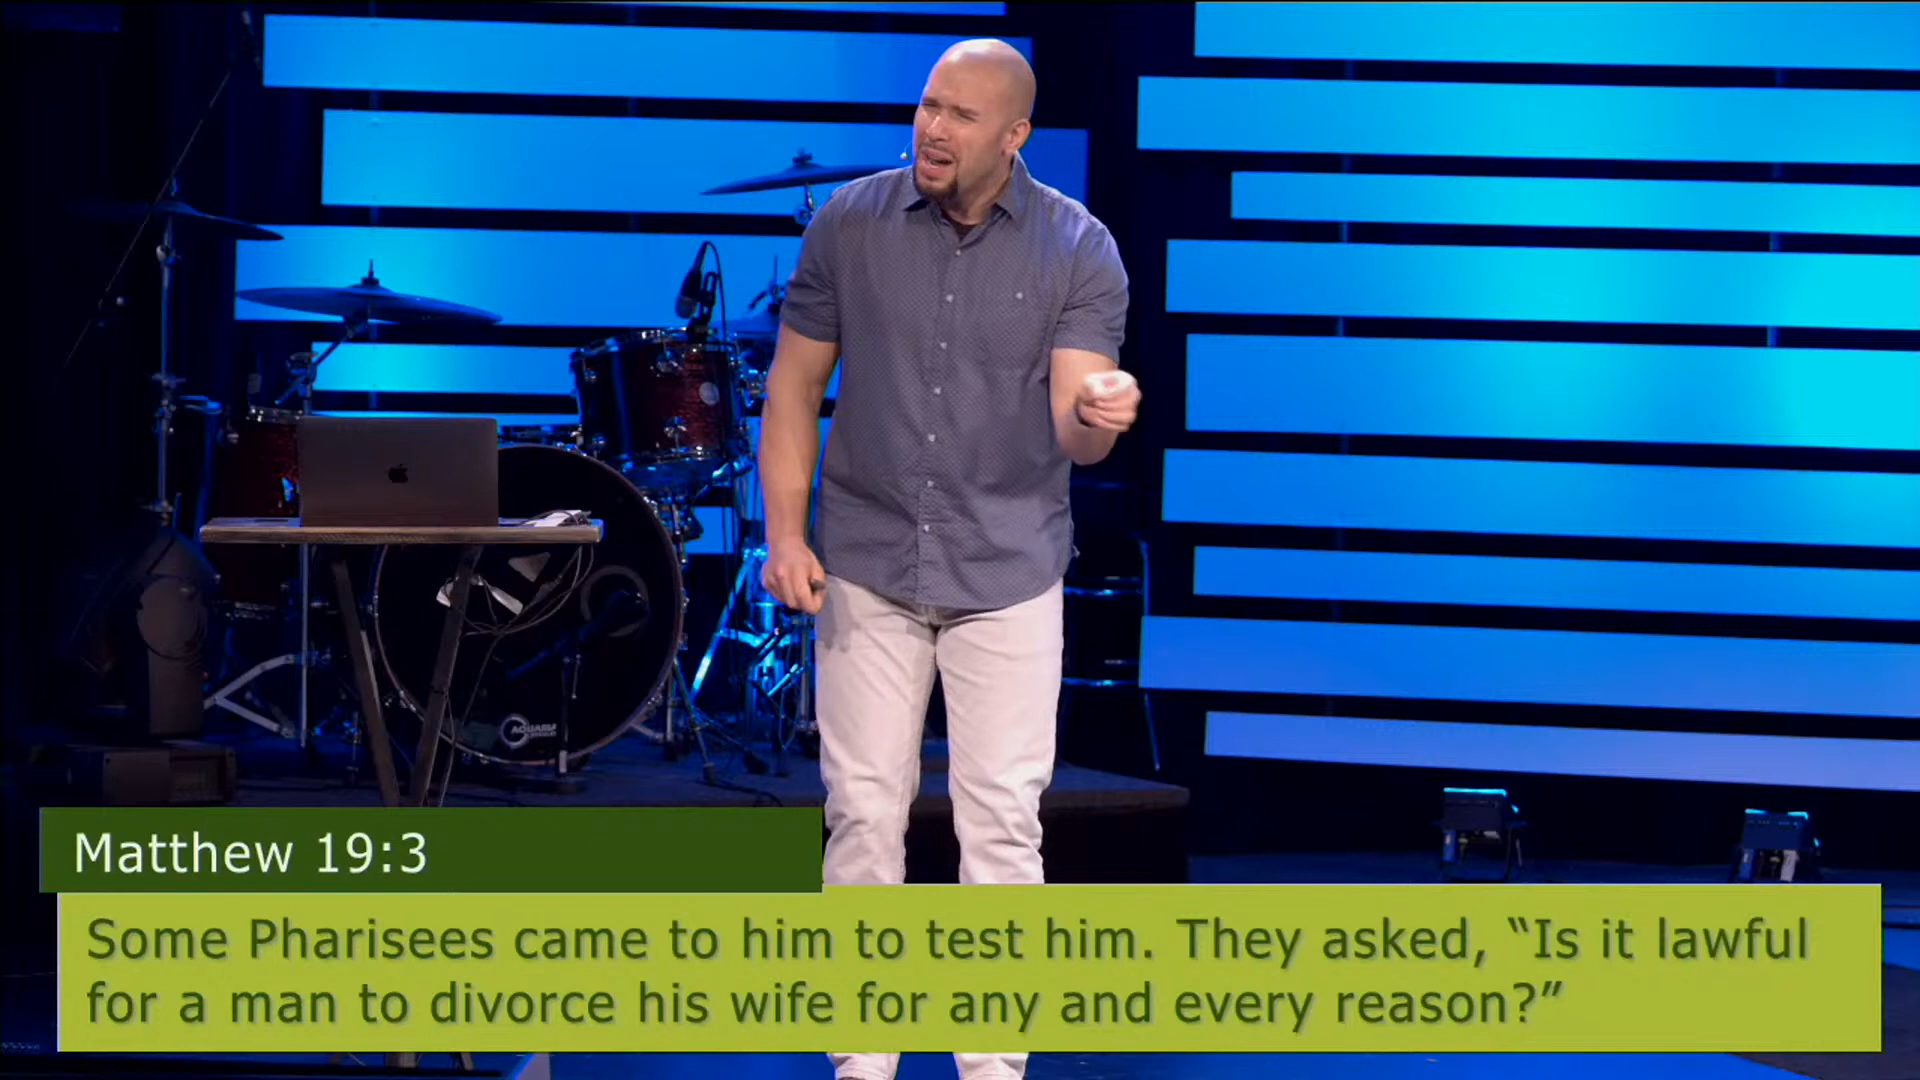 AQUARIAN
Matthew 19:3
Some Pharisees came to him to test him. They asked, “Is it lawful
for a man to divorce his wife for any and every reason?”